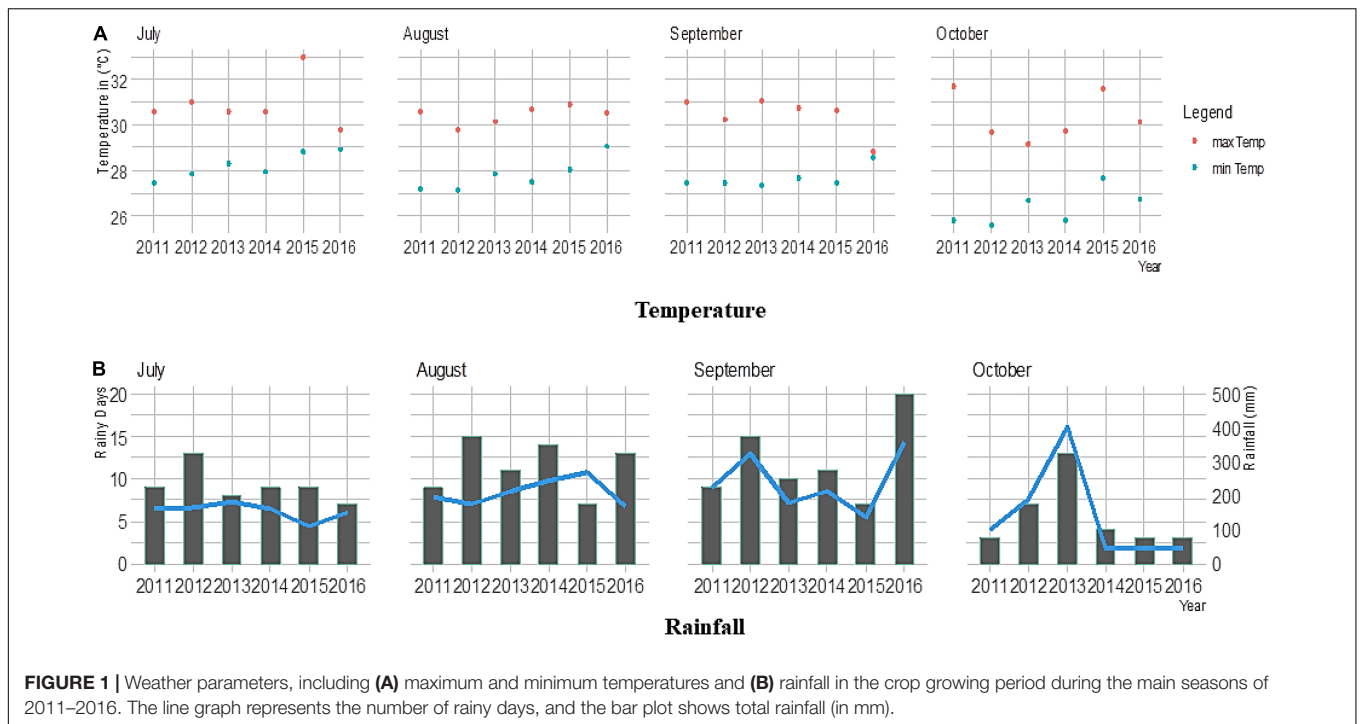 A
July
August
September
October
Temperature in (°C)
32
30
28
26
2011 2012 2013 2014 2015 2016
2011 2012 2013 2014 2015 2016
2011 2012 2013 2014 2015 2016
2011 2012 2013 2014 2015 2016
Year
Legend
max Temp
min Temp
Temperature
B
July
August
September
October
Rainy Days
20
15
10
5
0
500
400
300
200
100
0
Rainfall (mm)
2011 2012 2013 2014 2015 2016
2011 2012 2013 2014 2015 2016
2011 2012 2013 2014 2015 2016
2011 2012 2013 2014 2015 2016
Year
Rainfall
FIGURE 1 | Weather parameters, including (A) maximum and minimum temperatures and (B) rainfall in the crop growing period during the main seasons of
2011–2016. The line graph represents the number of rainy days, and the bar plot shows total rainfall (in mm).